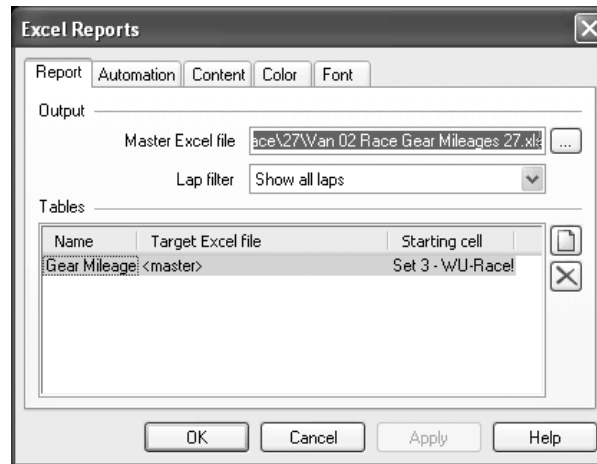 Excel Reports
Report Automation Content Color Font
Output
Master Excel file ace\27\Van 02 Race Gear Mileages 27.xls ...
Lap filter Show all laps
Tables
Name Target Excel file Starting cell
Gear Mileage <master> Set 3 - WU-Race!
OK Cancel Apply Help